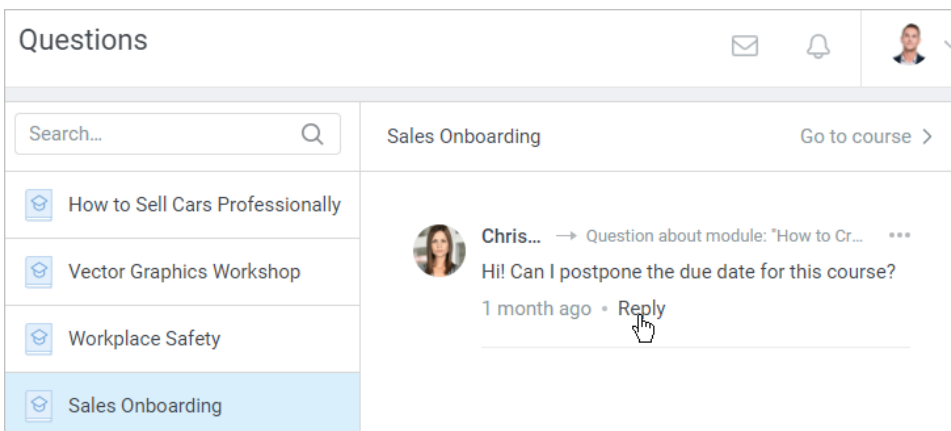 Questions
Search...
Sales Onboarding
Go to course
How to Sell Cars Professionally
Vector Graphics Workshop
Workplace Safety
Sales Onboarding
Chris... → Question about module: "How to Cr...
Hi! Can I postpone the due date for this course?
1 month ago • Reply